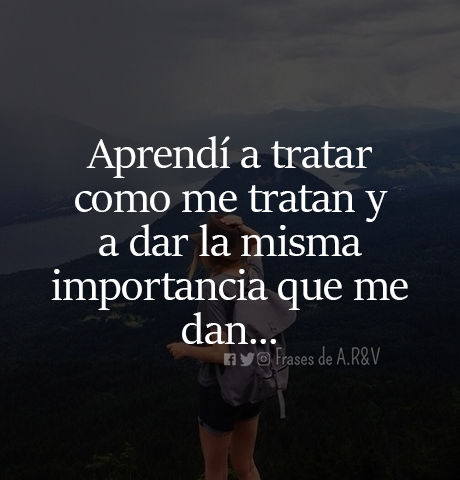 Aprendí a tratar
como me tratan y
a dar la misma
importancia que me
dan...
Frases de A.R&V